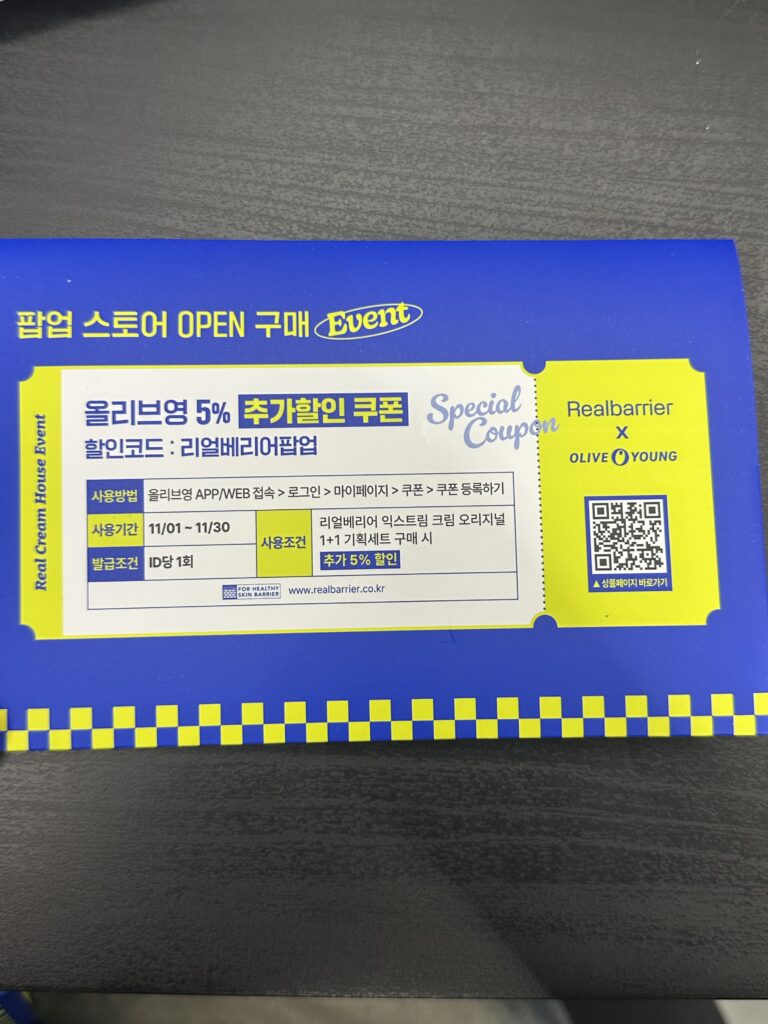 팝업 스토어 OPEN 구매 Event
Real Cream House Event
올리브영 5% 추가할인 쿠폰
할인코드 : 리얼베리어팝업
Special
Coupon
사용방법 올리브영 APP/WEB 접속 > 로그인 > 마이페이지 > 쿠폰 > 쿠폰 등록하기
사용기간 11/01 ~ 11/30
발급조건 ID당 1회
사용조건
리얼베리어 익스트림 크림 오리지널
1+1 기획세트 구매 시
추가 5% 할인
FOR HEALTHY
SKIN BARRIER
www.realbarrier.co.kr
Realbarrier
X
OLIVE YOUNG
▲ 상품페이지 바로가기